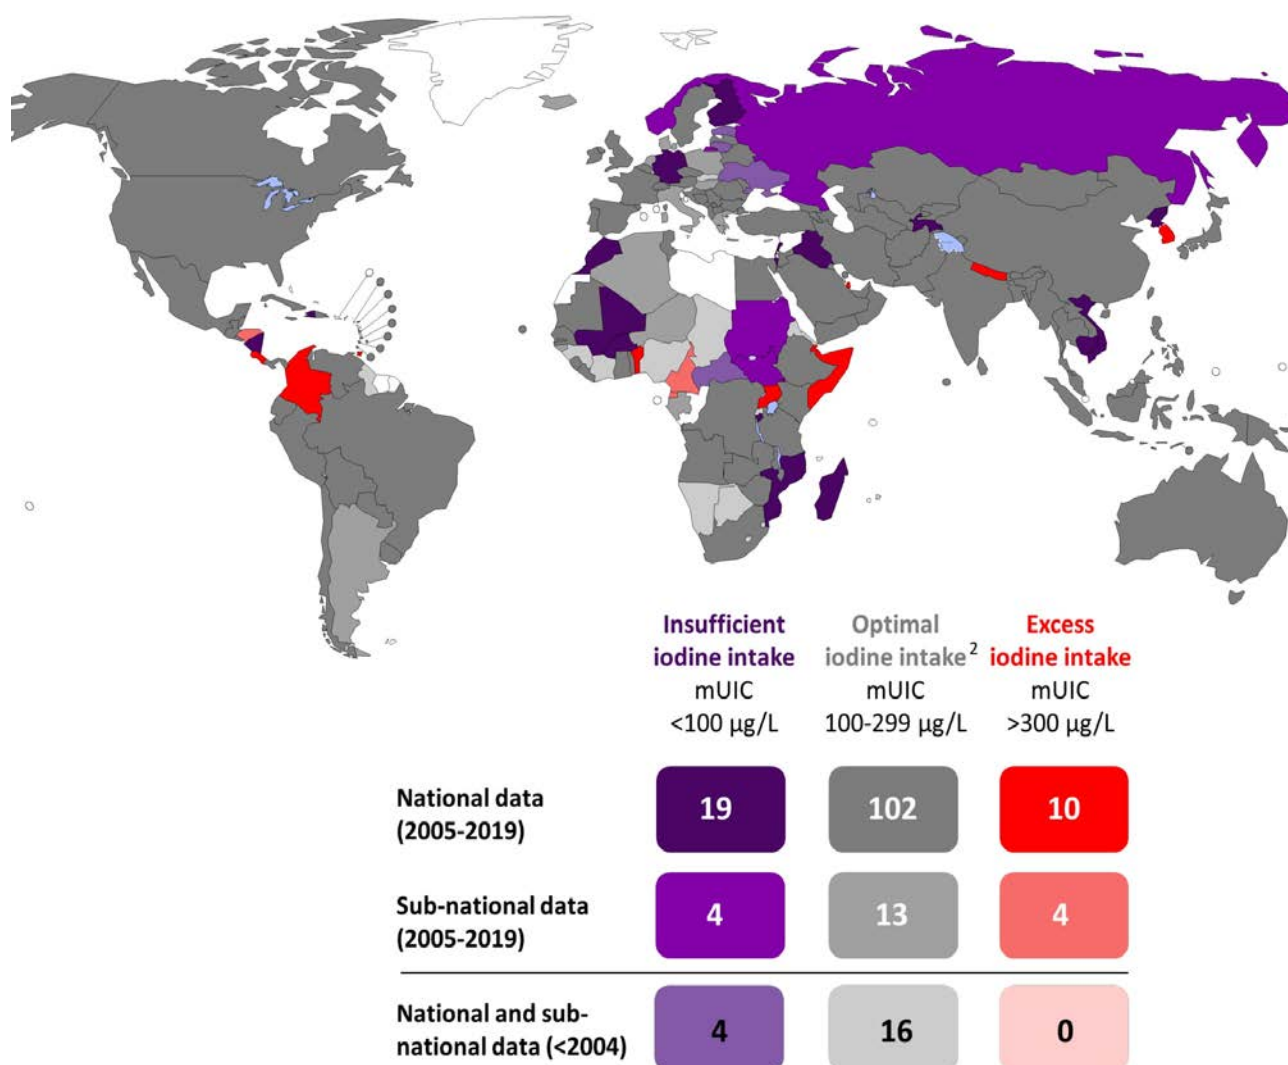 Insufficient iodine intake
mUIC
<100 µg/L
Optimal iodine intake²
mUIC
100-299 µg/L
Excess iodine intake
mUIC
>300 µg/L
National data
(2005-2019)
19
102
10
Sub-national data
(2005-2019)
4
13
4
National and sub-
national data (<2004)
4
16
0